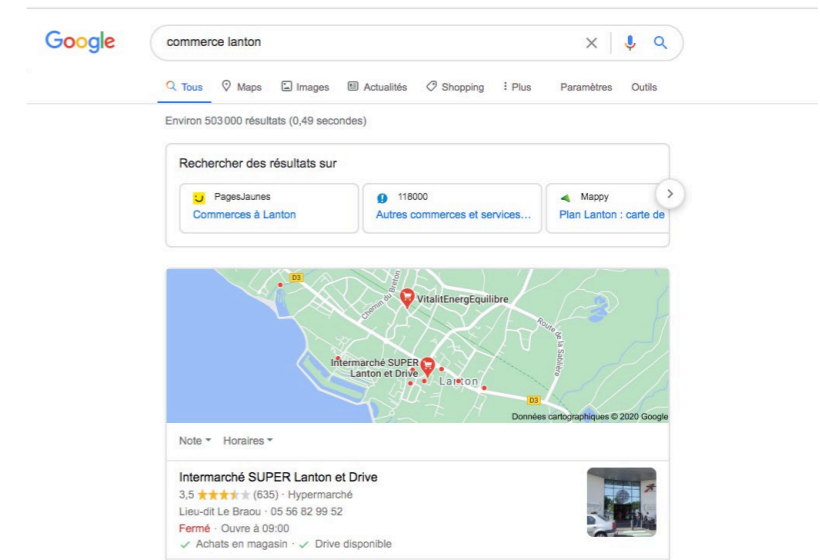 Google
commerce lanton
Tous Maps Images Actualités Shopping Plus Paramètres Outils
Environ 503 000 résultats (0,49 secondes)
Rechercher des résultats sur
PagesJaunes
Commerces à Lanton
118000
Autres commerces et services...
Mappy
Plan Lanton : carte de
D3
Chemin du Breton
VitalitEnergEquilibre
Route de la Sablière
Intermarché SUPER
Lanton et Drive
Lanton
D3
Données cartographiques © 2020 Google
Note Horaires
Intermarché SUPER Lanton et Drive
3,5 (635) · Hypermarché
Lieu-dit Le Braou · 05 56 82 99 52
Fermé · Ouvre à 09:00
✓ Achats en magasin · ✓ Drive disponible